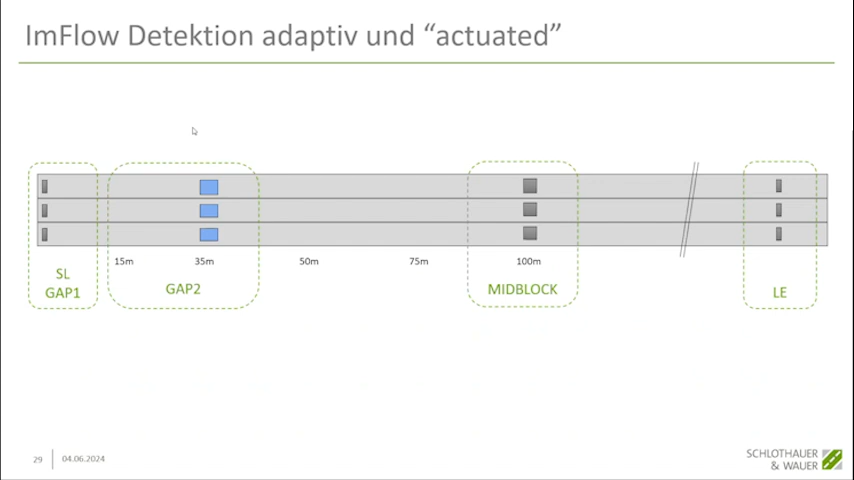 ImFlow Detektion adaptiv und “actuated”
15m 35m 50m 75m 100m
SL
GAP1
GAP2
MIDBLOCK
LE
29 04.06.2024
SCHLOTHAUER
& WAUER